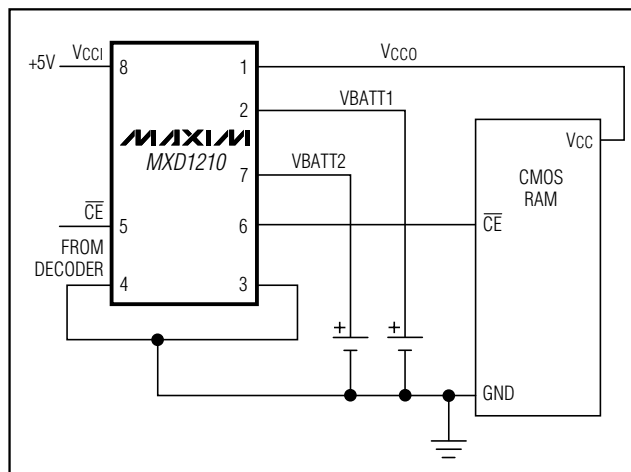 +5V
VCCI
8
1
VCCO
2
VBATT1
MAXIM
MXD1210
7
VBATT2
VCC
CMOS
RAM
CE
5
6
CE
FROM
DECODER
4
3
+
+
GND